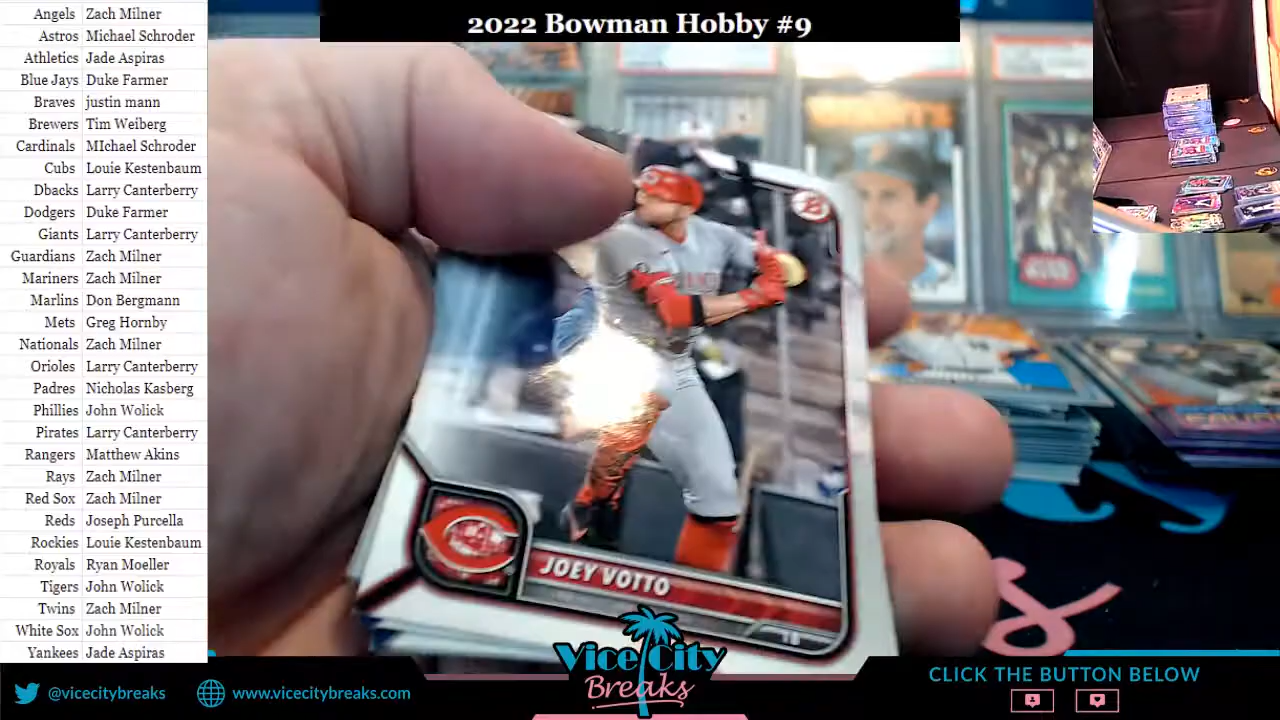 2022 Bowman Hobby #9
Angels Zach Milner
Astros Michael Schroder
Athletics Jade Aspiras
Blue Jays Duke Farmer
Braves justin mann
Brewers Tim Weiberg
Cardinals MIchael Schroder
Cubs Louie Kestenbaum
Dbacks Larry Canterberry
Dodgers Duke Farmer
Giants Larry Canterberry
Guardians Zach Milner
Mariners Zach Milner
Marlins Don Bergmann
Mets Greg Hornby
Nationals Zach Milner
Orioles Larry Canterberry
Padres Nicholas Kasberg
Phillies John Wolick
Pirates Larry Canterberry
Rangers Matthew Akins
Rays Zach Milner
Red Sox Zach Milner
Reds Joseph Purcella
Rockies Louie Kestenbaum
Royals Ryan Moeller
Tigers John Wolick
Twins Zach Milner
White Sox John Wolick
Yankees Jade Aspiras
JOEY VOTTO
1B
Vice City
Breaks
@vicecitybreaks
www.vicecitybreaks.com
CLICK THE BUTTON BELOW